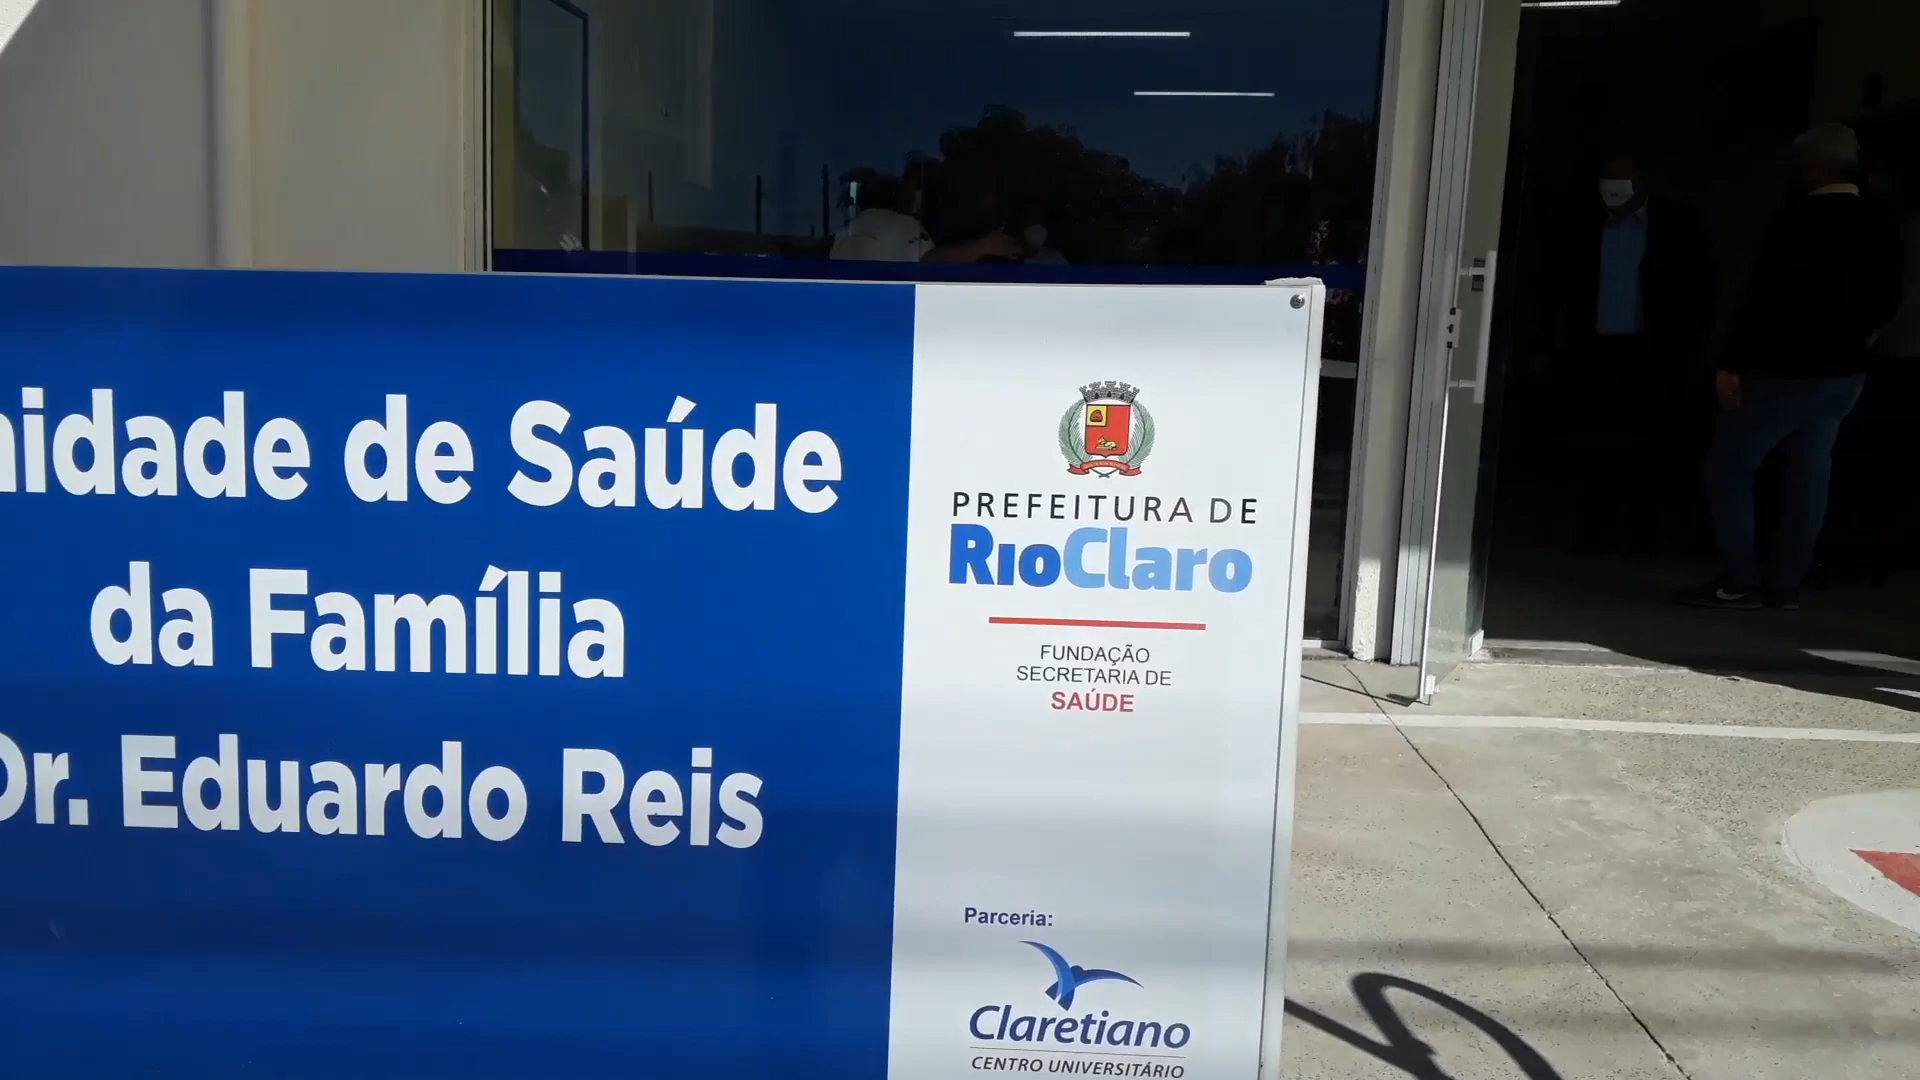 nidade de Saúde
da Família
Dr. Eduardo Reis
PREFEITURA DE
RIOClaro
FUNDAÇÃO
SECRETARIA DE
SAÚDE
Parceria:
Claretiano
CENTRO UNIVERSITÁRIO